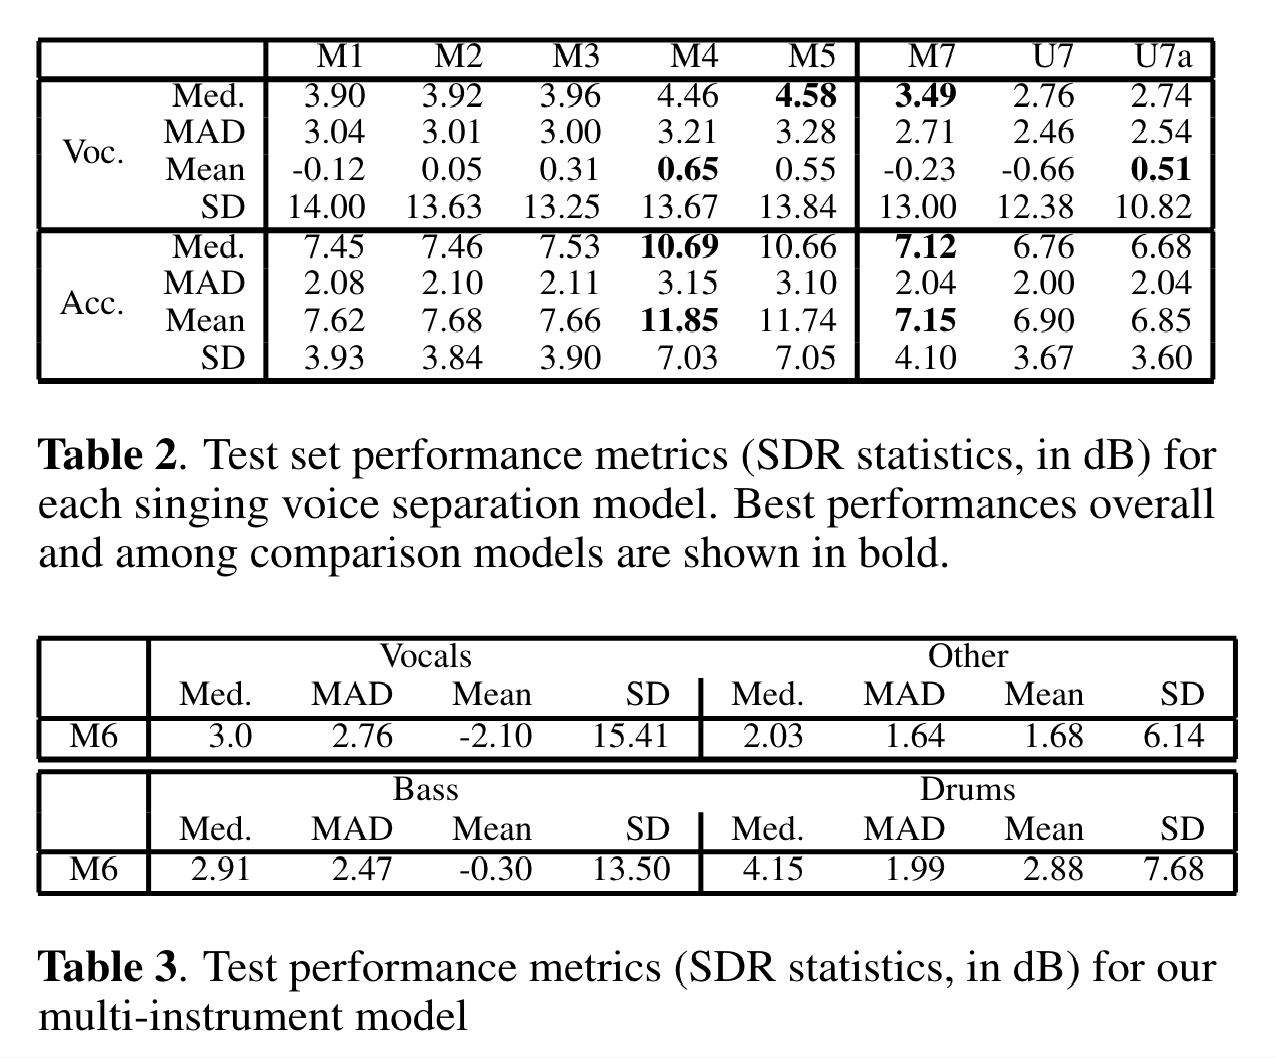 M1 M2 M3 M4 M5 M7 U7 U7a
Med. 3.90 3.92 3.96 4.46 4.58 3.49 2.76 2.74
MAD 3.04 3.01 3.00 3.21 3.28 2.71 2.46 2.54
Voc.
Mean -0.12 0.05 0.31 0.65 0.55 -0.23 -0.66 0.51
SD 14.00 13.63 13.25 13.67 13.84 13.00 12.38 10.82
Med. 7.45 7.46 7.53 10.69 10.66 7.12 6.76 6.68
MAD 2.08 2.10 2.11 3.15 3.10 2.04 2.00 2.04
Acc.
Mean 7.62 7.68 7.66 11.85 11.74 7.15 6.90 6.85
SD 3.93 3.84 3.90 7.03 7.05 4.10 3.67 3.60
Table 2. Test set performance metrics (SDR statistics, in dB) for
each singing voice separation model. Best performances overall
and among comparison models are shown in bold.
Vocals Other
Med. MAD Mean SD Med. MAD Mean SD
M6 3.0 2.76 -2.10 15.41 2.03 1.64 1.68 6.14
Bass Drums
Med. MAD Mean SD Med. MAD Mean SD
M6 2.91 2.47 -0.30 13.50 4.15 1.99 2.88 7.68
Table 3. Test performance metrics (SDR statistics, in dB) for our
multi-instrument model